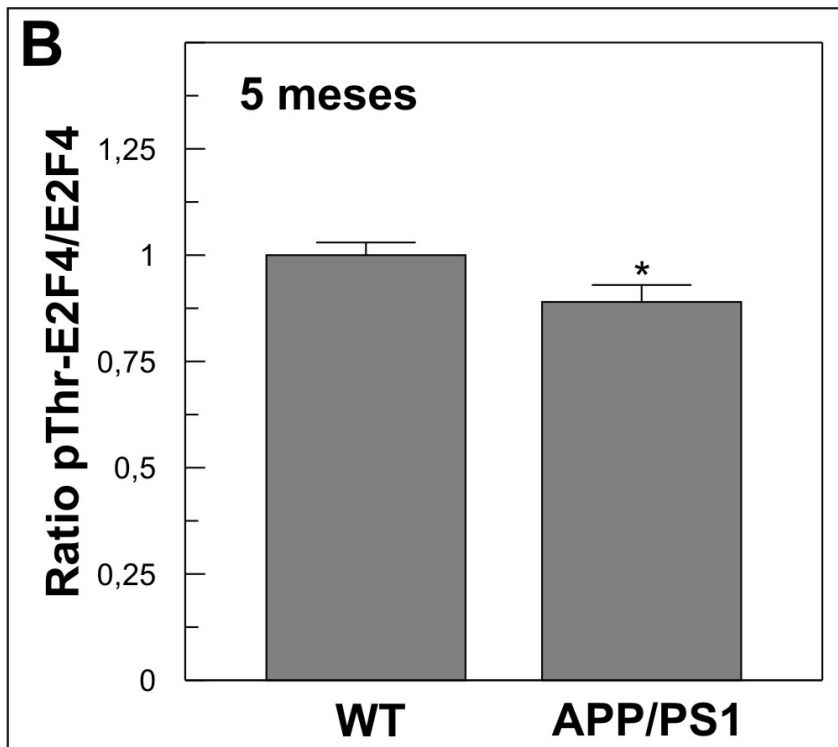 B
5 meses
Ratio pThr-E2F4/E2F4
1,25
1
0,75
0,5
0,25
0
*
WT APP/PS1